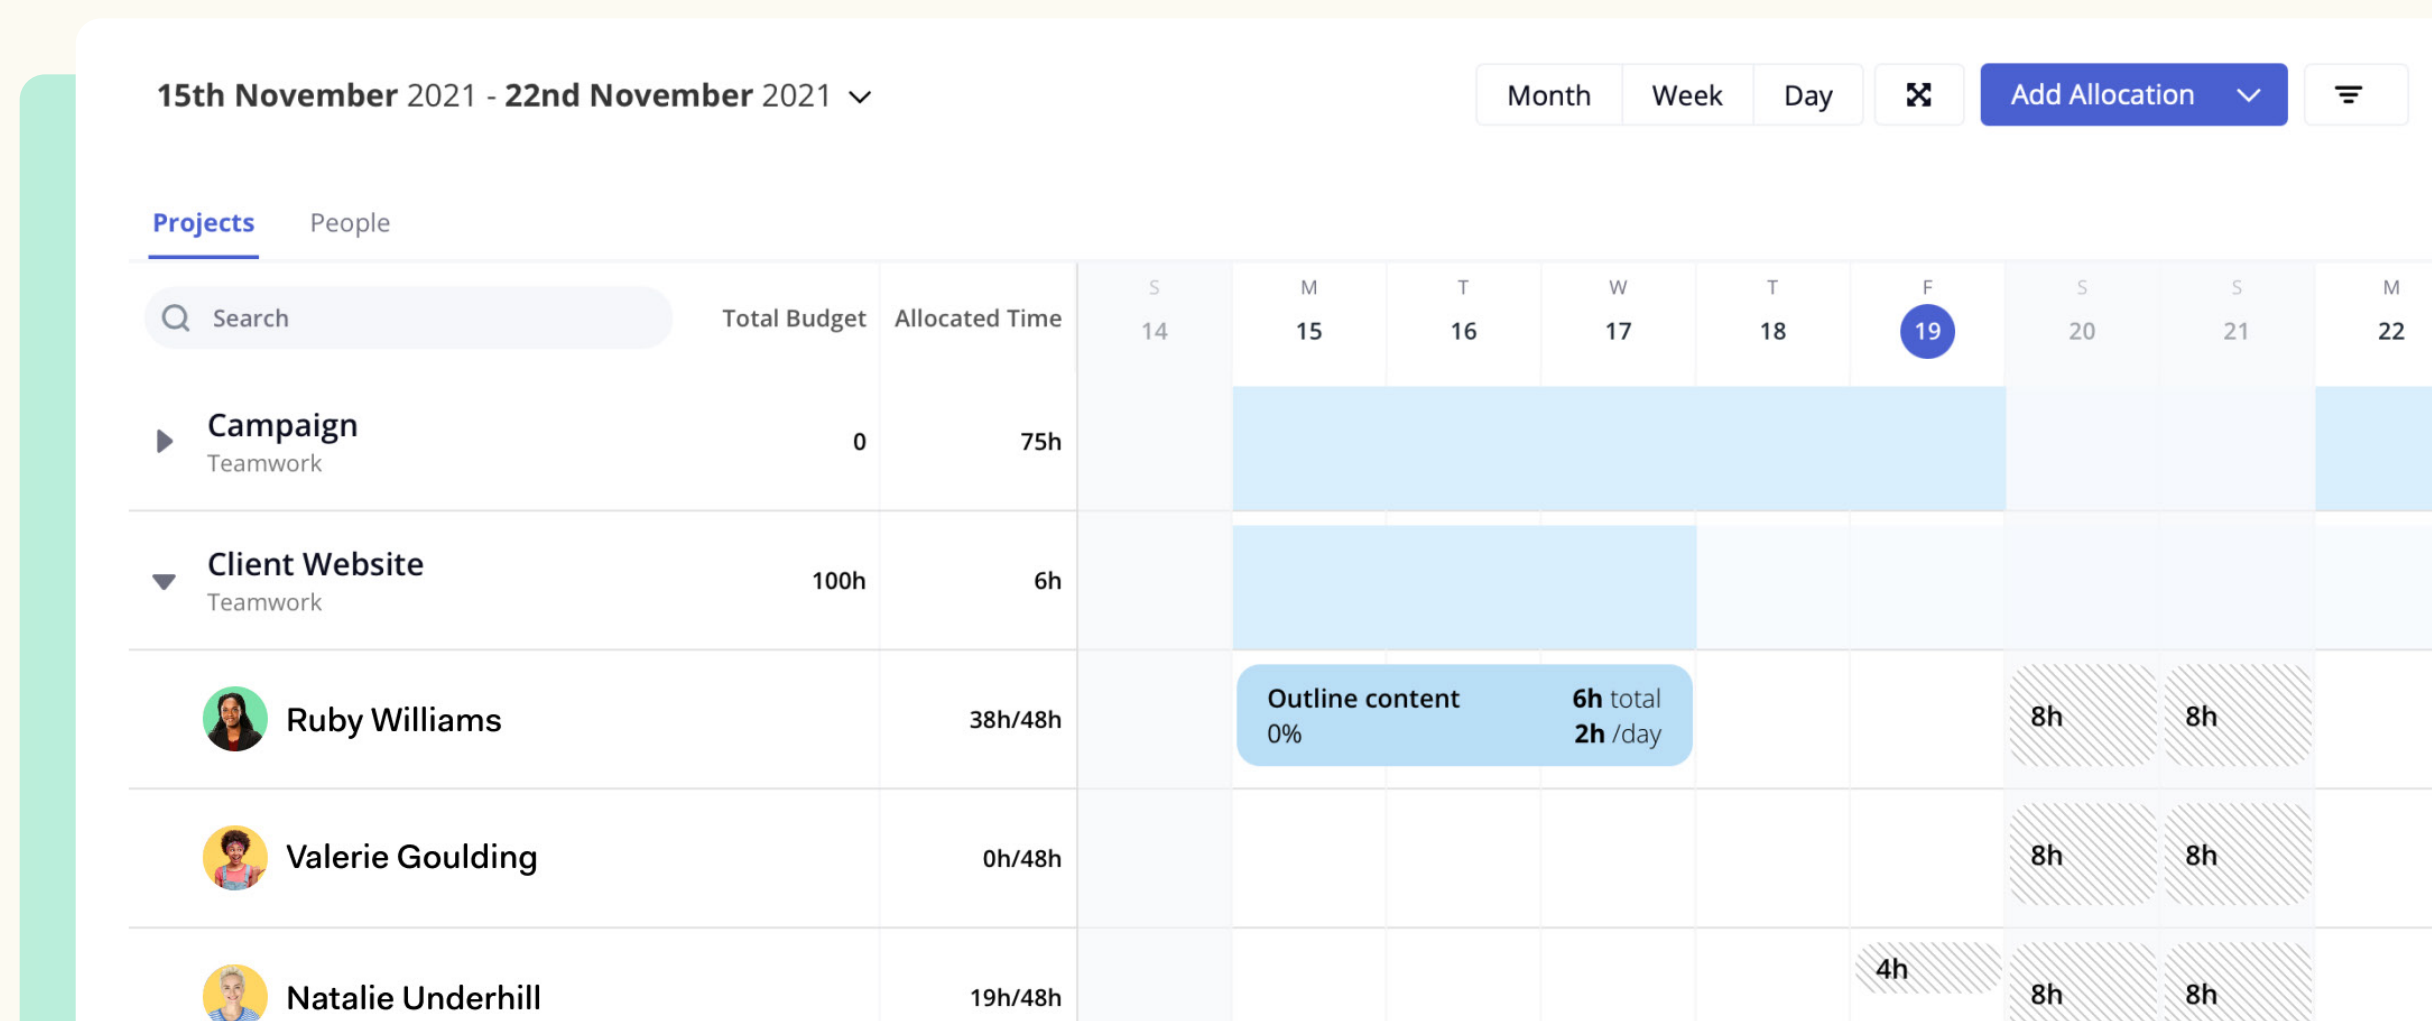 15th November 2021 - 22nd November 2021
Month Week Day Add Allocation
Projects People
Search Total Budget Allocated Time
S M T W T F S S M
14 15 16 17 18 19 20 21 22
Campaign
Teamwork
0 75h
Client Website
Teamwork
100h 6h
Ruby Williams 38h/48h
Outline content 6h total
0% 2h /day
8h 8h
Valerie Goulding 0h/48h 8h 8h
Natalie Underhill 19h/48h 4h 8h 8h